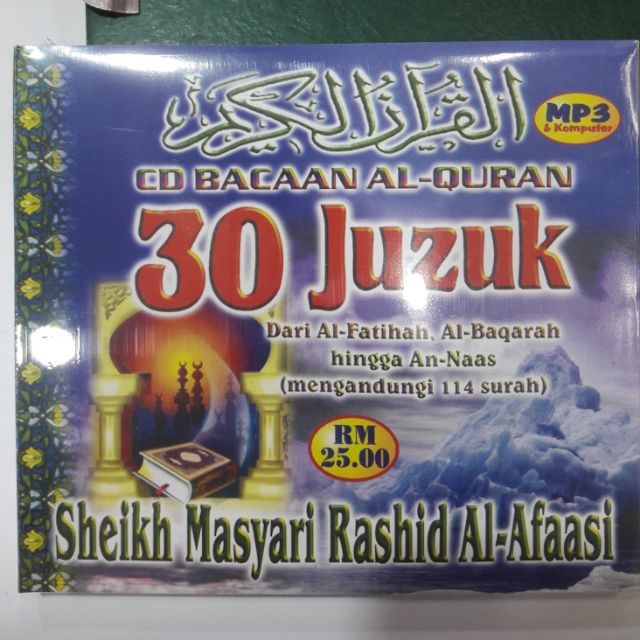 القرآن الكريم
MP3
& Komputer
CD BACAAN AL-QURAN
30 Juzuk
Dari Al-Fatihah, Al-Baqarah
hingga An-Naas
(mengandungi 114 surah)
RM
25.00
Sheikh Masyari Rashid Al-Afaasi